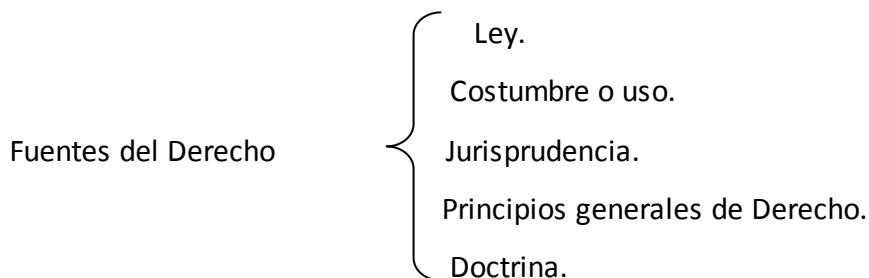 Ley.
Costumbre o uso.
Fuentes del Derecho
Jurisprudencia.
Principios generales de Derecho.
Doctrina.